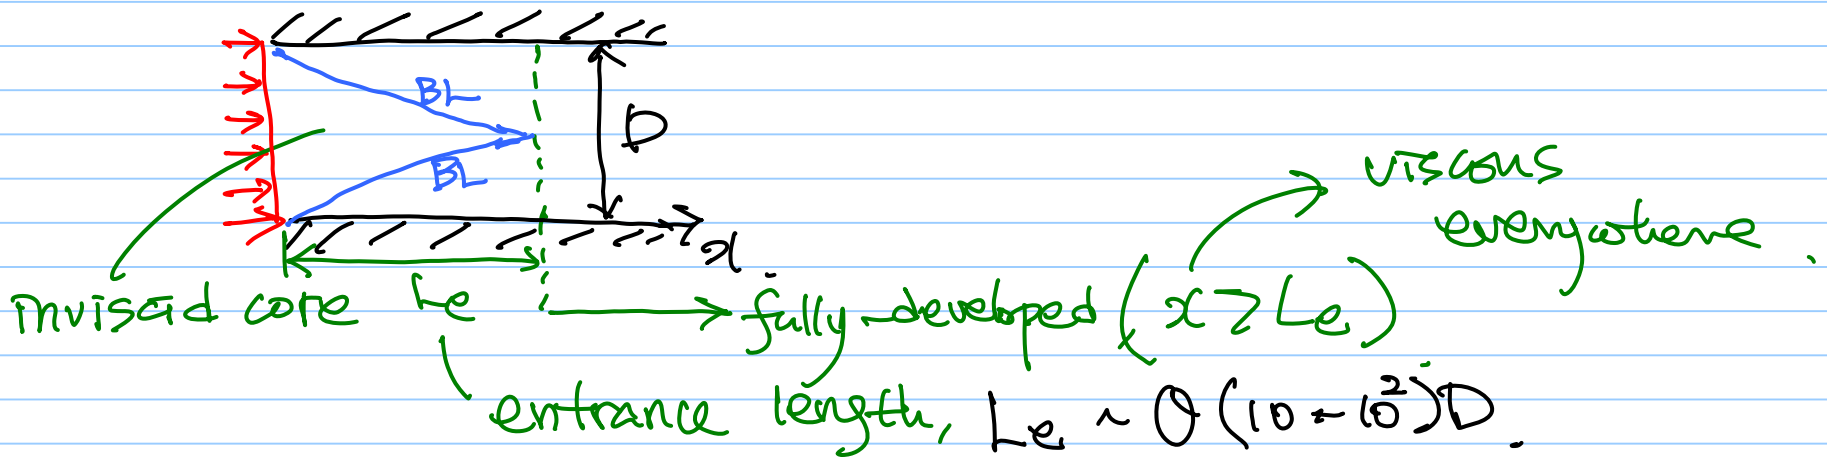 BL
BL
D
x
viscous
everywhere.
inviscid core Le → fully-developed (x > Le)
entrance length, Le ~ O(10 ~ 10²)D.